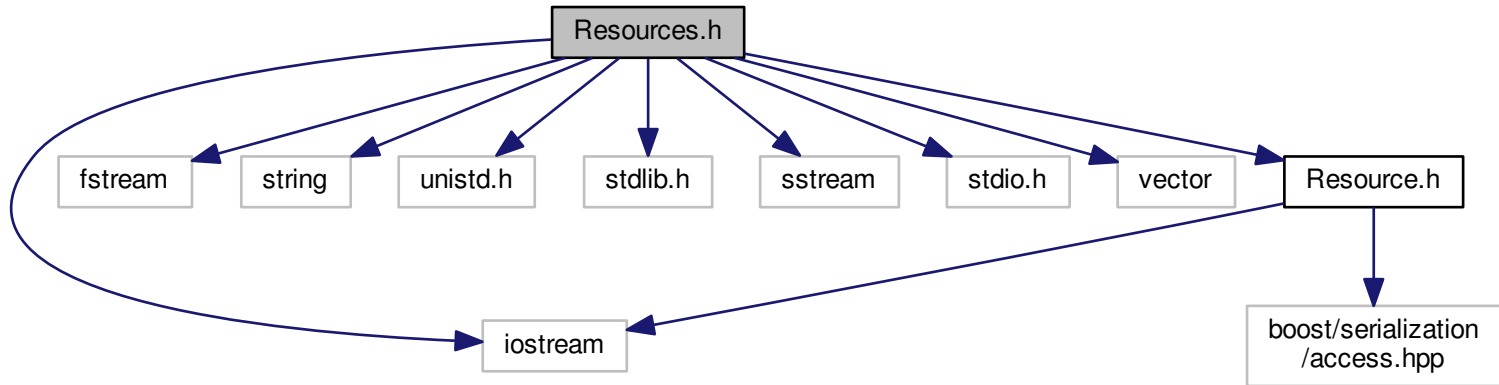 Resources.h
fstream
string
unistd.h
stdlib.h
sstream
stdio.h
vector
Resource.h
iostream
boost/serialization
/access.hpp